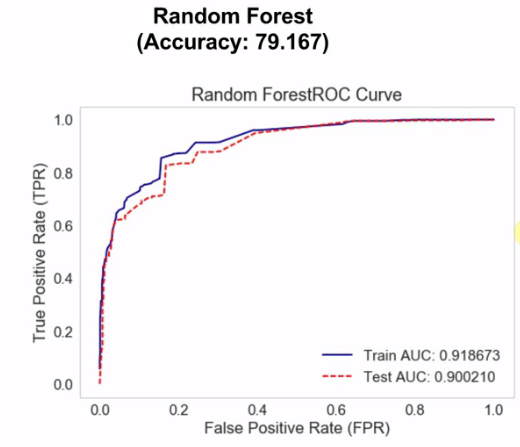 Random Forest
(Accuracy: 79.167)
Random ForestROC Curve
True Positive Rate (TPR)
1.0
0.8
0.6
0.4
0.2
0.0
Train AUC: 0.918673
Test AUC: 0.900210
0.0 0.2 0.4 0.6 0.8 1.0
False Positive Rate (FPR)